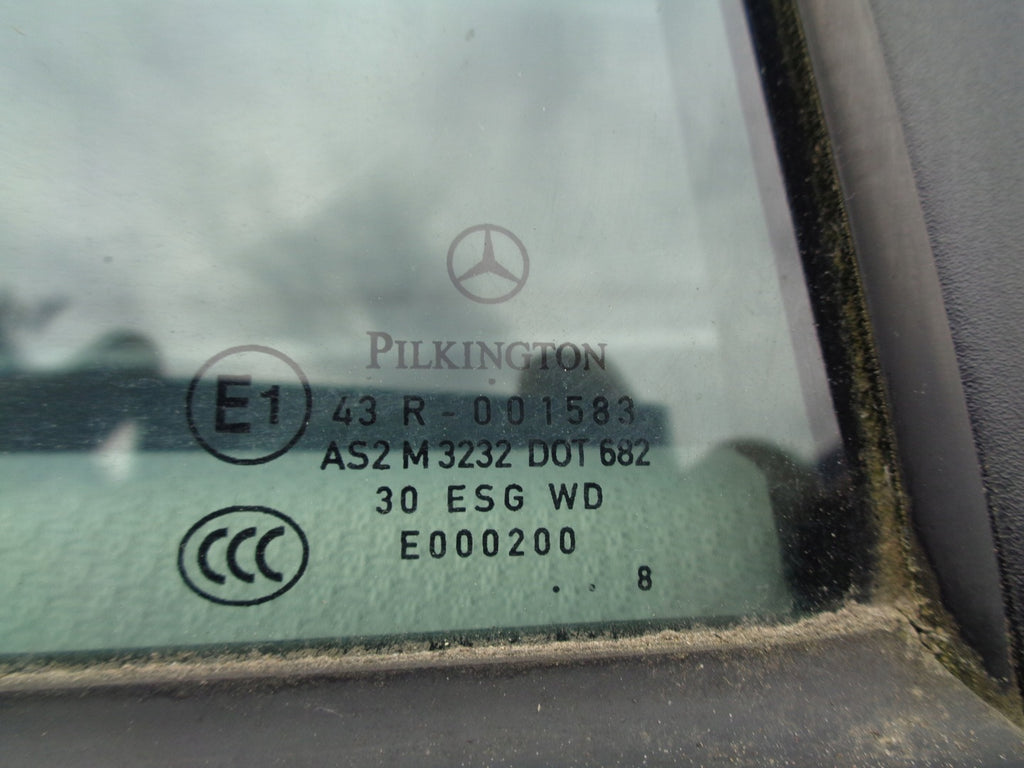 PILKINGTON
E1
43 R - 001583
AS2 M 3232 DOT 682
30 ESG WD
CCC
E000200
.. 8